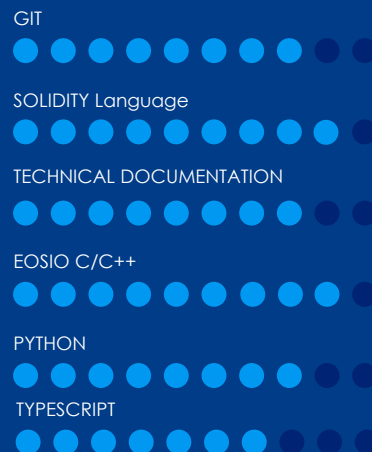 GIT
SOLIDITY Language
TECHNICAL DOCUMENTATION
EOSIO C/C++
PYTHON
TYPESCRIPT